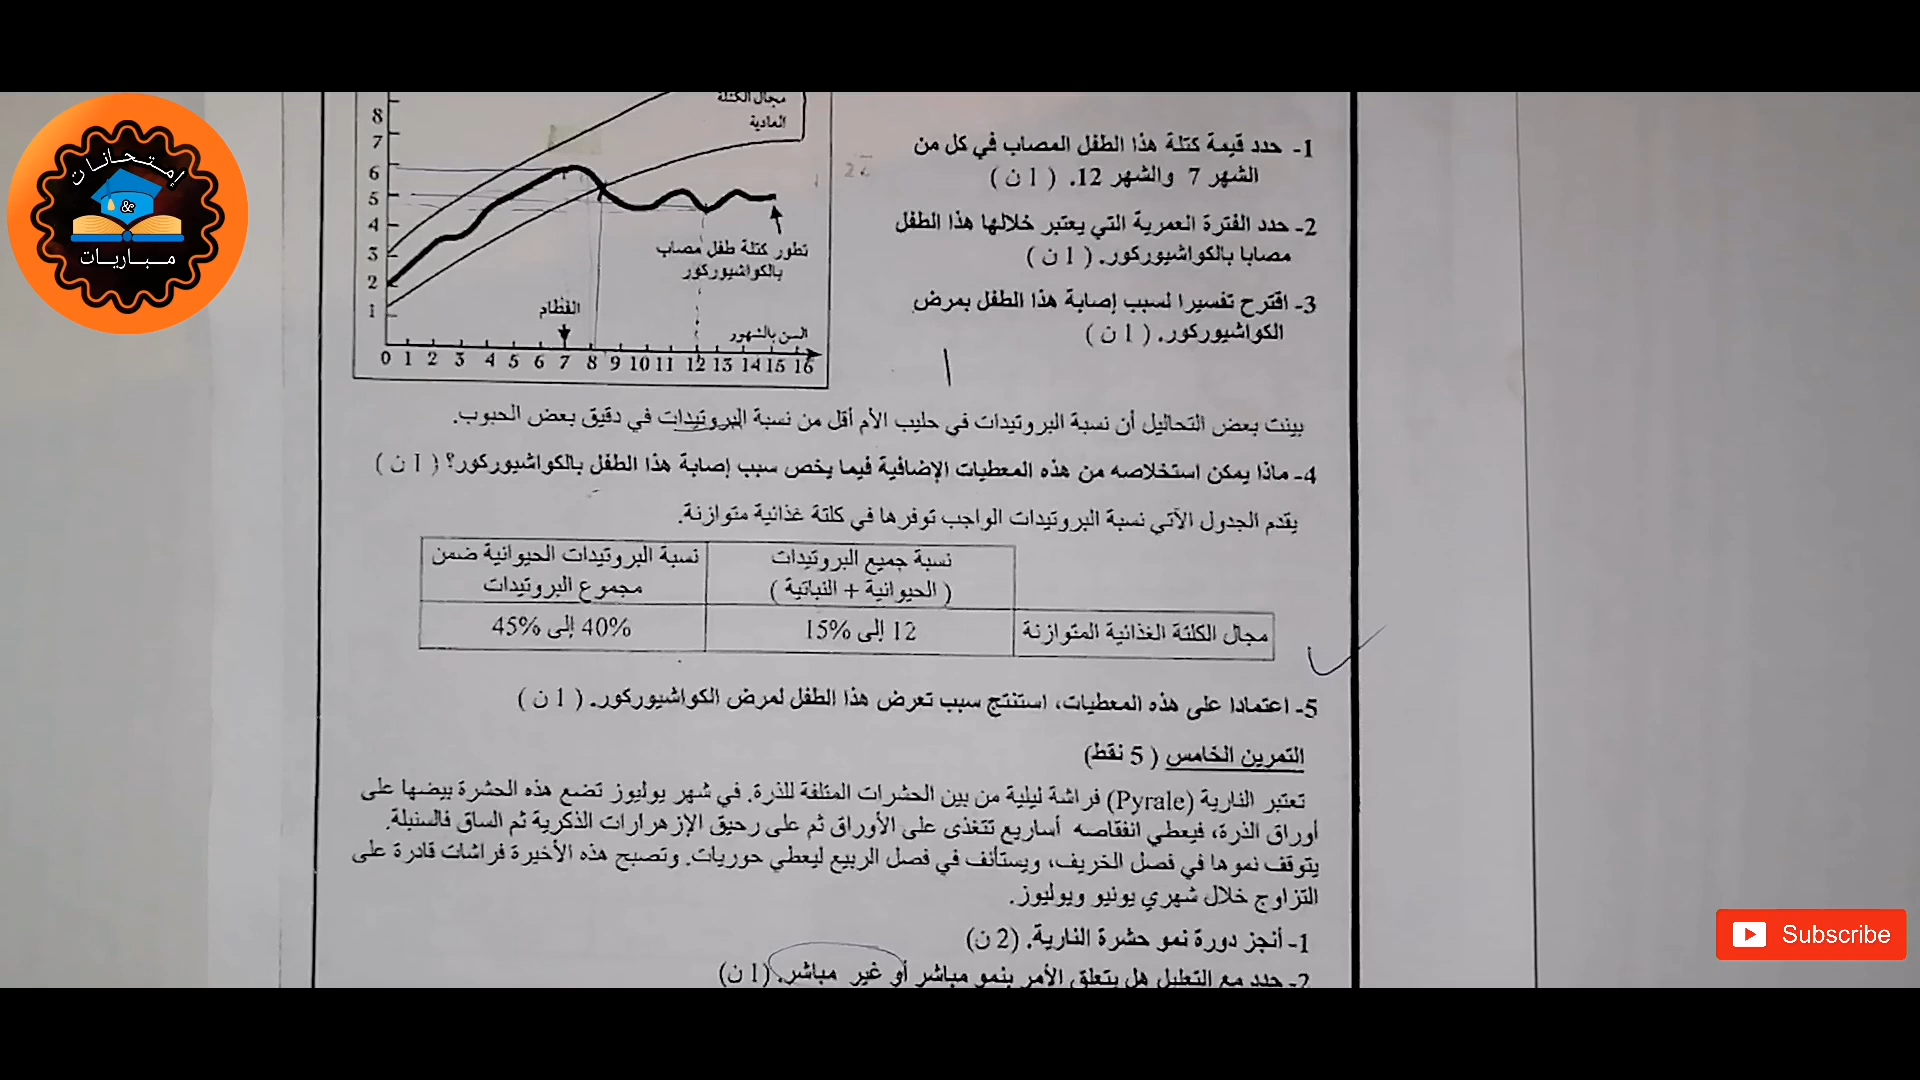 إمتحانات
&
مباريات
8
7
6
5
4
3
2
1
0 1 2 3 4 5 6 7 8 9 10 11 12 13 14 15 16
مجال الكتلة
العادية
تطور كتلة طفل مصاب
بالكواشيوركور
الفطام
السن بالشهور
1- حدد قيمة كتلة هذا الطفل المصاب في كل من
الشهر 7 والشهر 12. ( 1 ن )
2- حدد الفترة العمرية التي يعتبر خلالها هذا الطفل
مصابا بالكواشيوركور. ( 1 ن )
3- اقترح تفسيرا لسبب إصابة هذا الطفل بمرض
الكواشيوركور. ( 1 ن )
بينت بعض التحاليل أن نسبة البروتيدات في حليب الأم أقل من نسبة البروتيدات في دقيق بعض الحبوب.
4- ماذا يمكن استخلاصه من هذه المعطيات الإضافية فيما يخص سبب إصابة هذا الطفل بالكواشيوركور؟ ( 1 ن )
يقدم الجدول الآتي نسبة البروتيدات الواجب توفرها في كلتة غذائية متوازنة.
نسبة جميع البروتيدات
( الحيوانية + النباتية )
نسبة البروتيدات الحيوانية ضمن
مجموع البروتيدات
مجال الكلتة الغذائية المتوازنة
12 إلى 15%
40% إلى 45%
5- اعتمادا على هذه المعطيات، استنتج سبب تعرض هذا الطفل لمرض الكواشيوركور. ( 1 ن )
التمرين الخامس ( 5 نقط)
تعتبر النارية (Pyrale) فراشة ليلية من بين الحشرات المتلفة للذرة. في شهر يوليوز تضع هذه الحشرة بيضها على
أوراق الذرة، فيعطي انفقاصه أساريع تتغذى على الأوراق ثم على رحيق الإزهرارات الذكرية ثم الساق فالسنبلة.
يتوقف نموها في فصل الخريف، ويستأنف في فصل الربيع ليعطي حوريات. وتصبح هذه الأخيرة فراشات قادرة على
التزاوج خلال شهري يونيو ويوليوز.
1- أنجز دورة نمو حشرة النارية. (2 ن)
2- حدد مع التعليل هل يتعلق الأمر بنمو مباشر أو غير مباشر. (1 ن)
Subscribe